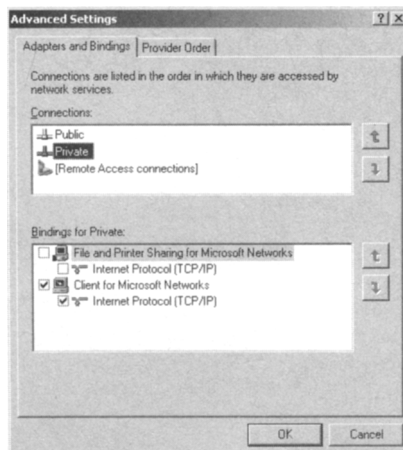 Advanced Settings
Adapters and Bindings
Provider Order
Connections are listed in the order in which they are accessed by
network services.
Connections:
Public
Private
[Remote Access connections]
Bindings for Private:
File and Printer Sharing for Microsoft Networks
Internet Protocol (TCP/IP)
Client for Microsoft Networks
Internet Protocol (TCP/IP)
OK
Cancel